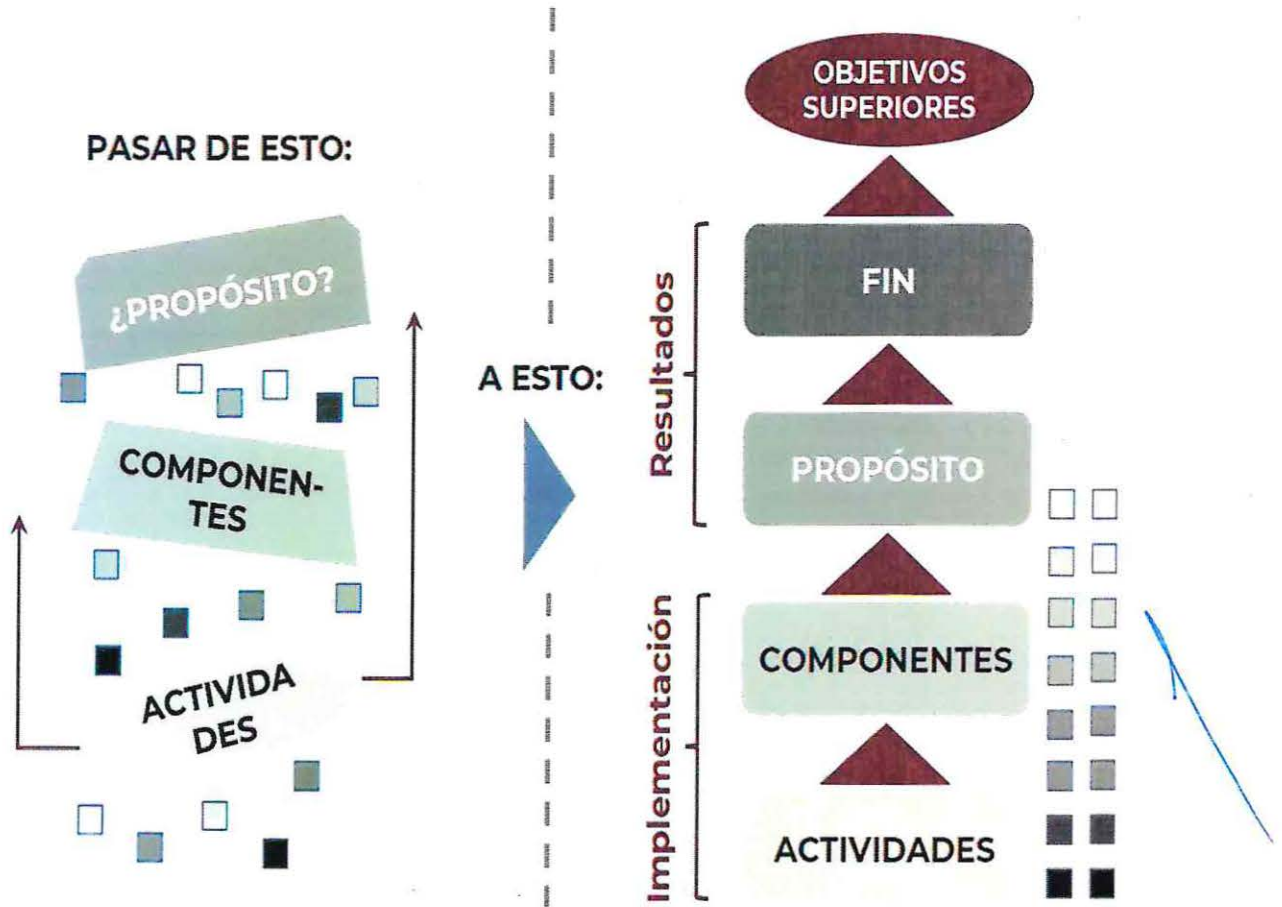 PASAR DE ESTO:
¿PROPÓSITO?
COMPONEN-
TES
ACTIVIDA
DES
A ESTO:
OBJETIVOS
SUPERIORES
Resultados
FIN
PROPÓSITO
Implementación
COMPONENTES
ACTIVIDADES